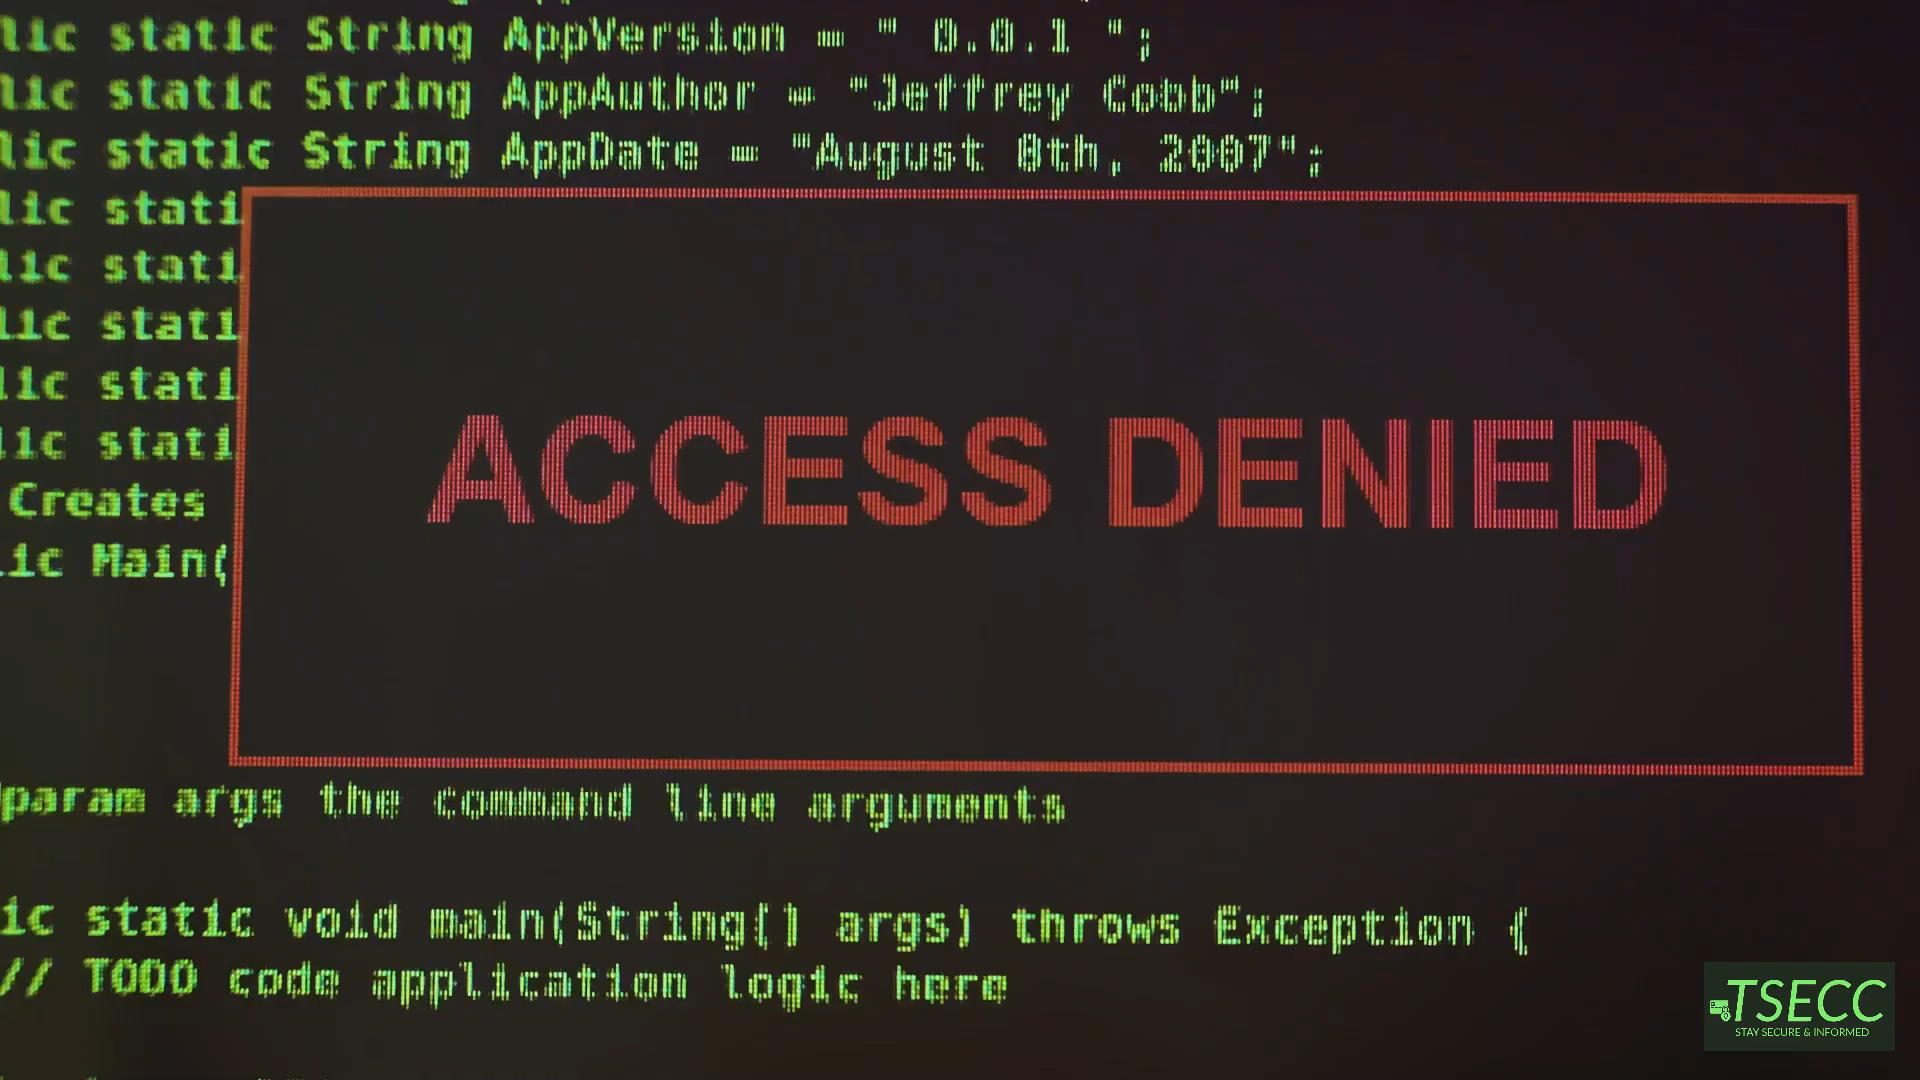 lic static String AppVersion = " 0.0.1 ";
lic static String AppAuthor = "Jeffrey Cobb";
lic static String AppDate = "August 8th, 2007";
lic stati
lic stati
lic stati
lic stati
lic stati
Creates
lic Main(
ACCESS DENIED
@param args the command line arguments
ic static void main(String[] args) throws Exception {
// TODO code application logic here
TSECC
STAY SECURE & INFORMED